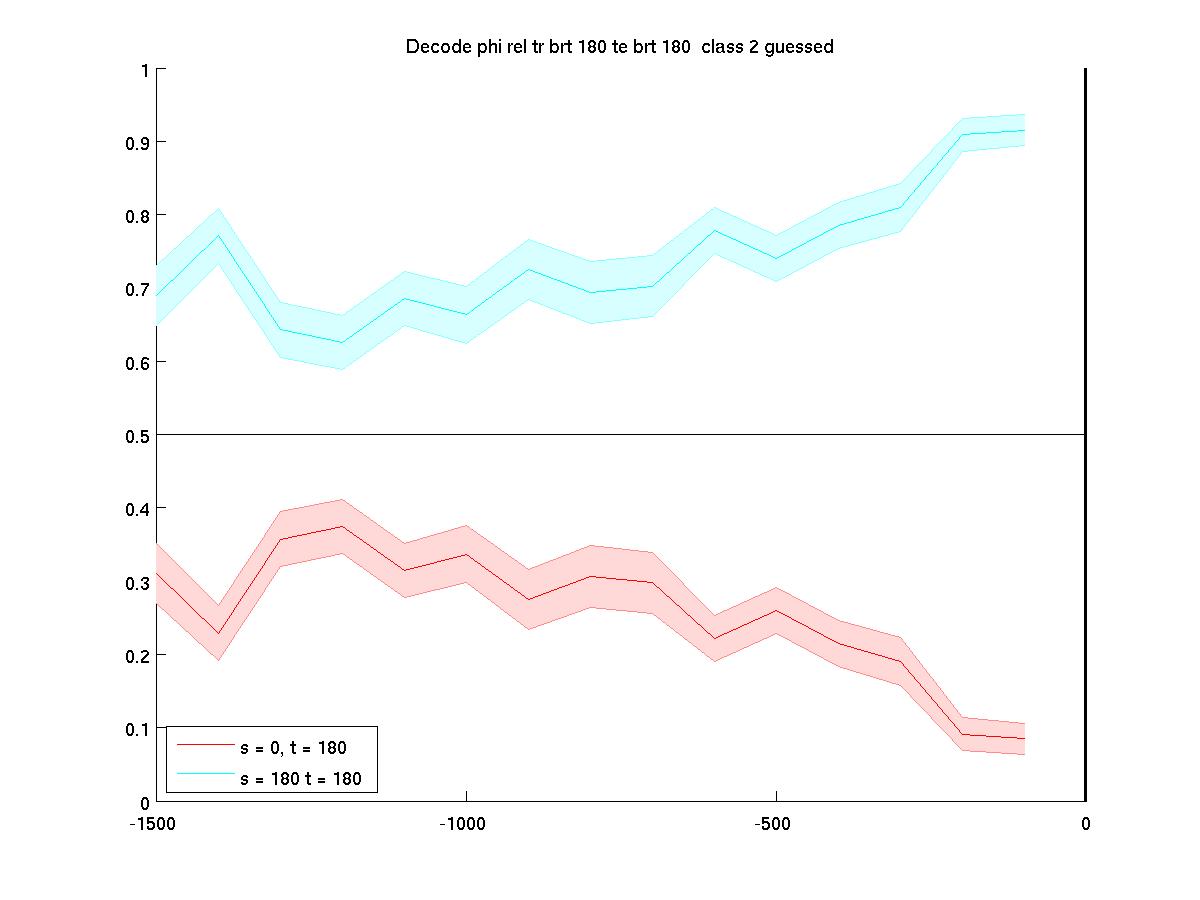 Decode phi rel tr brt 180 te brt 180  class 2 guessed
1
0.9
0.8
0.7
0.6
0.5
0.4
0.3
0.2
0.1
0
s = 0, t = 180
s = 180 t = 180
-1500 -1000 -500 0